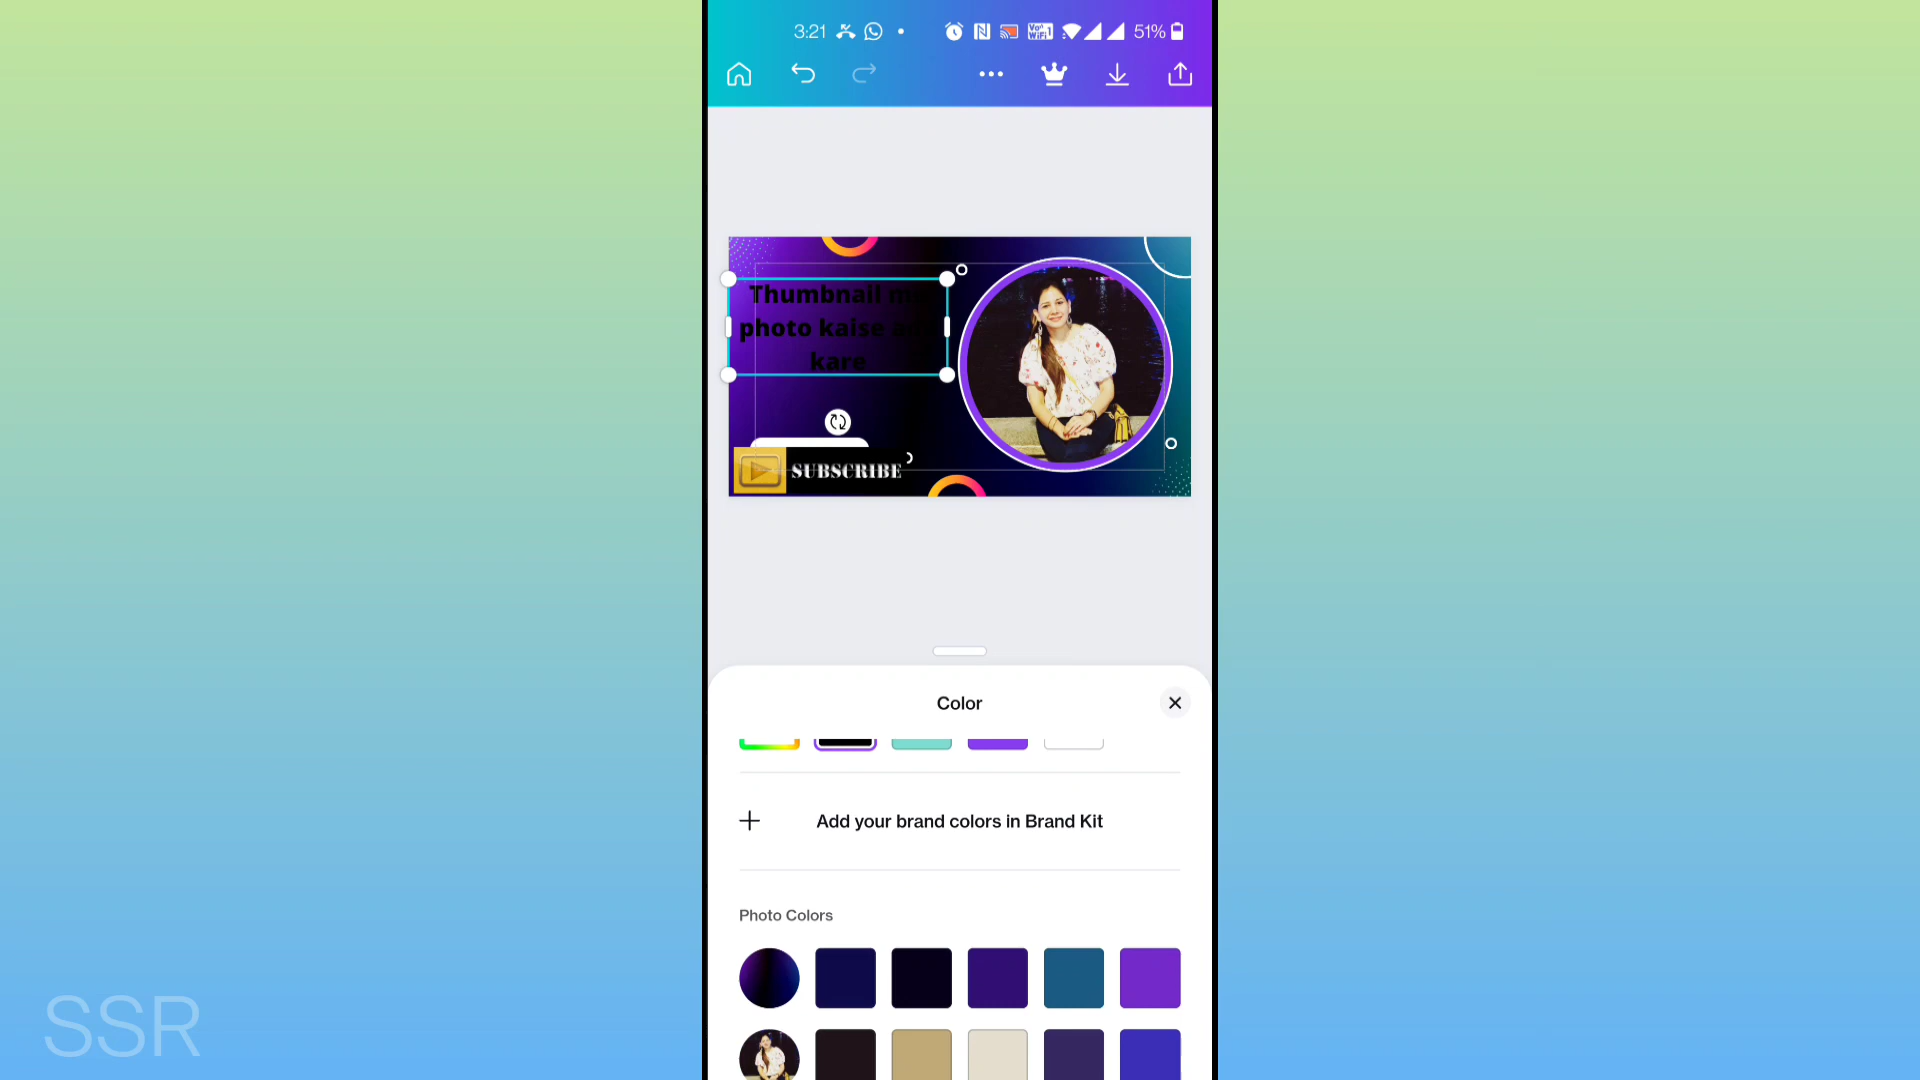 3:21
51%
Thumbnail m
photo kaise a
kare
SUBSCRIBE
Color
Add your brand colors in Brand Kit
Photo Colors
SSR